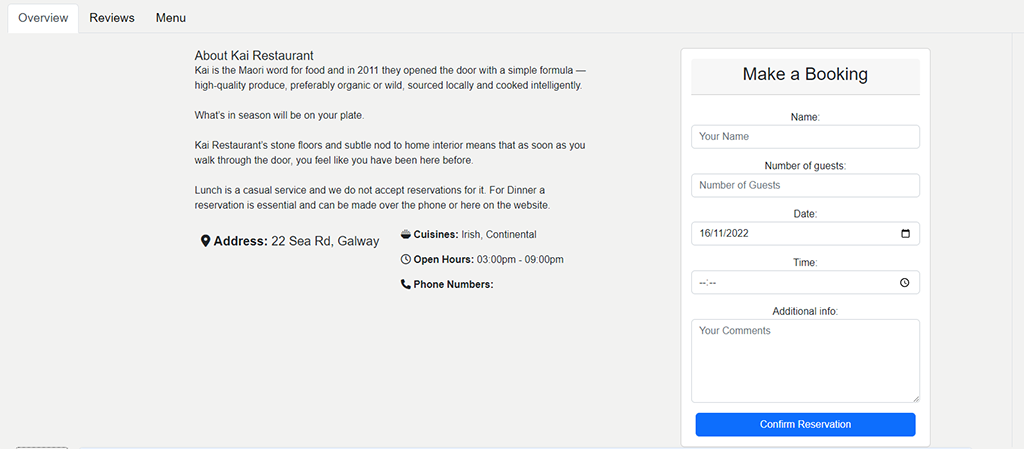 Overview Reviews Menu
About Kai Restaurant
Kai is the Maori word for food and in 2011 they opened the door with a simple formula —
high-quality produce, preferably organic or wild, sourced locally and cooked intelligently.
What's in season will be on your plate.
Kai Restaurant's stone floors and subtle nod to home interior means that as soon as you
walk through the door, you feel like you have been here before.
Lunch is a casual service and we do not accept reservations for it. For Dinner a
reservation is essential and can be made over the phone or here on the website.
Address: 22 Sea Rd, Galway
Cuisines: Irish, Continental
Open Hours: 03:00pm - 09:00pm
Phone Numbers:
Make a Booking
Name:
Your Name
Number of guests:
Number of Guests
Date:
16/11/2022
Time:
--:--
Additional info:
Your Comments
Confirm Reservation